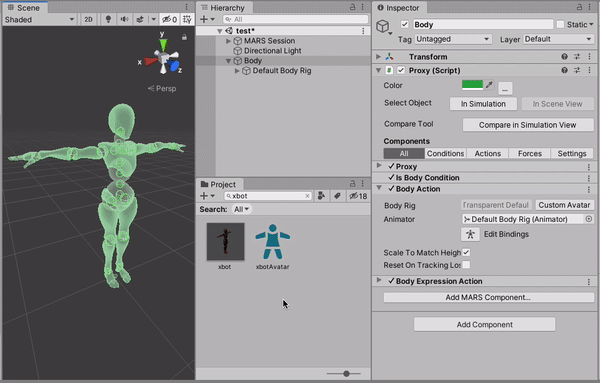 Scene
Shaded
2D
0
y
x
z
Persp
Hierarchy
All
test*
MARS Session
Directional Light
Body
Default Body Rig
Project
xbot
18
Search: All
xbot
xbotAvatar
Inspector
Body
Static
Tag Untagged Layer Default
Transform
# Proxy (Script)
Color
...
Select Object In Simulation In Scene View
Compare Tool Compare in Simulation View
Components
All Conditions Actions Forces Settings
Proxy
Is Body Condition
Body Action
Body Rig Transparent Defaul Custom Avatar
Animator Default Body Rig (Animator)
Edit Bindings
Scale To Match Heigh
Reset On Tracking Los
Body Expression Action
Add MARS Component...
Add Component